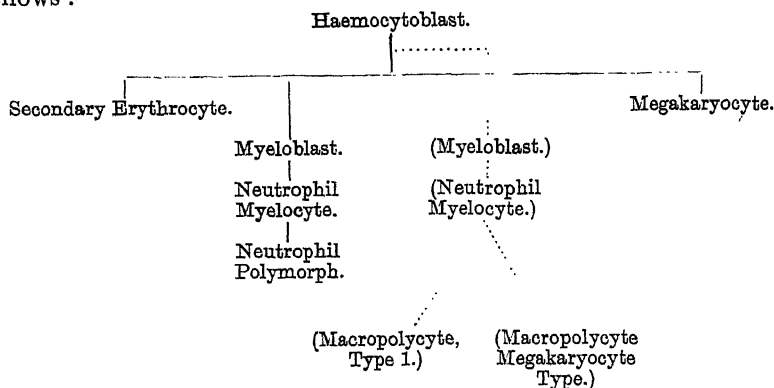 Haemocytoblast.
Secondary Erythrocyte.
Megakaryocyte.
Myeloblast.
(Myeloblast.)
Neutrophil
Myelocyte.
(Neutrophil
Myelocyte.)
Neutrophil
Polymorph.
(Macropolycyte,
Type 1.)
(Macropolycyte
Megakaryocyte
Type.)